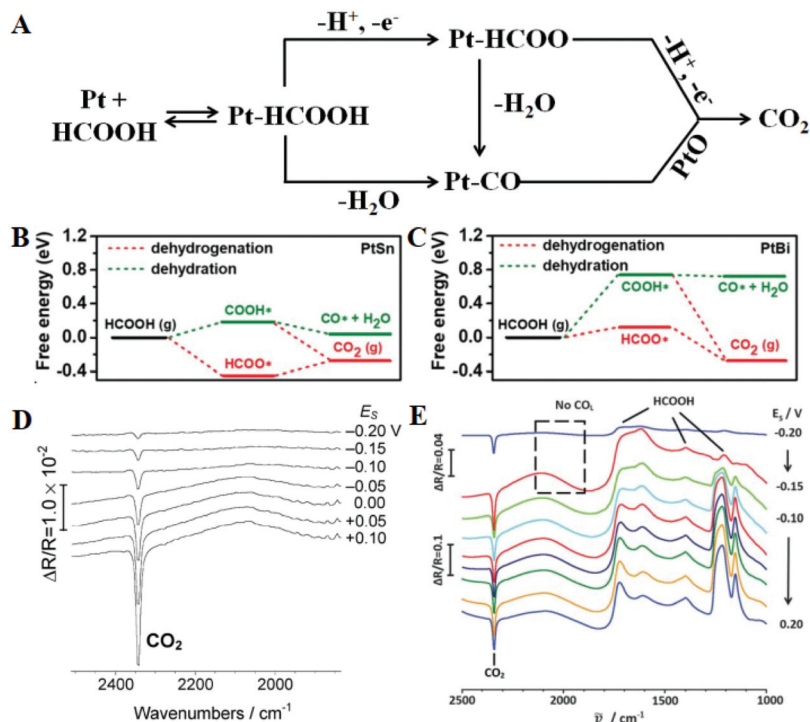 A
-H⁺, -e⁻
Pt-HCOO
-H⁺, -e⁻
Pt +
HCOOH
Pt-HCOOH
-H₂O
CO₂
-H₂O
Pt-CO
PtO
B
Free energy (eV)
1.2
0.8
0.4
0.0
-0.4
dehydrogenation
dehydration
PtSn
HCOOH (g)
COOH*
CO* + H₂O
HCOO*
CO₂ (g)
C
Free energy (eV)
1.2
0.8
0.4
0.0
-0.4
dehydrogenation
dehydration
PtBi
HCOOH (g)
COOH*
CO* + H₂O
HCOO*
CO₂ (g)
D
E_S
−0.20 V
−0.15
−0.10
−0.05
0.00
+0.05
+0.10
ΔR/R=1.0 × 10⁻²
CO₂
2400
2200
2000
Wavenumbers / cm⁻¹
E
No CO_L
HCOOH
E_S / V
-0.20
-0.15
-0.10
0.20
ΔR/R=0.04
ΔR/R=0.1
CO₂
2500
2000
1500
1000
ṽ / cm⁻¹